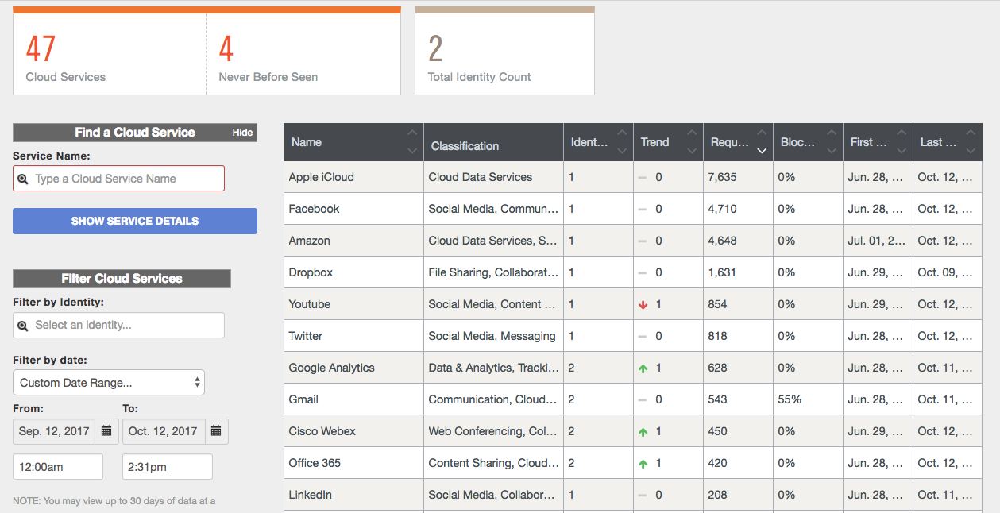 47 4 2
Cloud Services Never Before Seen Total Identity Count
Find a Cloud Service Hide
Service Name:
Type a Cloud Service Name
SHOW SERVICE DETAILS
Filter Cloud Services
Filter by Identity:
Select an identity...
Filter by date:
Custom Date Range...
From: To:
Sep. 12, 2017 Oct. 12, 2017
12:00am 2:31pm
NOTE: You may view up to 30 days of data at a
Name Classification Ident... Trend Requ... Bloc... First ... Last ...
Apple iCloud Cloud Data Services 1 0 7,635 0% Jun. 28, ... Oct. 12, ...
Facebook Social Media, Commun... 1 0 4,710 0% Jun. 28, ... Oct. 12, ...
Amazon Cloud Data Services, S... 1 0 4,648 0% Jul. 01, 2... Oct. 12, ...
Dropbox File Sharing, Collaborat... 1 0 1,631 0% Jun. 29, ... Oct. 09, ...
Youtube Social Media, Content ... 1 1 854 0% Jun. 29, ... Oct. 12, ...
Twitter Social Media, Messaging 1 0 818 0% Jun. 28, ... Oct. 12, ...
Google Analytics Data & Analytics, Tracki... 2 1 628 0% Jun. 28, ... Oct. 11, ...
Gmail Communication, Cloud... 2 0 543 55% Jun. 28, ... Oct. 11, ...
Cisco Webex Web Conferencing, Col... 2 1 450 0% Jun. 29, ... Oct. 12, ...
Office 365 Content Sharing, Cloud... 2 1 420 0% Jun. 28, ... Oct. 12, ...
LinkedIn Social Media, Collabor... 1 0 208 0% Jun. 28, ... Oct. 11, ...